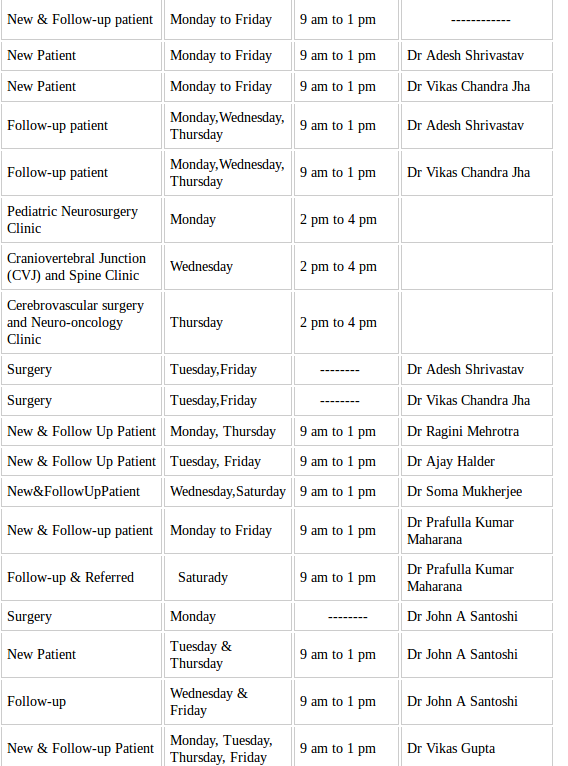 New & Follow-up patient Monday to Friday 9 am to 1 pm ------------
New Patient Monday to Friday 9 am to 1 pm Dr Adesh Shrivastav
New Patient Monday to Friday 9 am to 1 pm Dr Vikas Chandra Jha
Follow-up patient Monday,Wednesday, Thursday 9 am to 1 pm Dr Adesh Shrivastav
Follow-up patient Monday,Wednesday, Thursday 9 am to 1 pm Dr Vikas Chandra Jha
Pediatric Neurosurgery Clinic Monday 2 pm to 4 pm
Craniovertebral Junction (CVJ) and Spine Clinic Wednesday 2 pm to 4 pm
Cerebrovascular surgery and Neuro-oncology Clinic Thursday 2 pm to 4 pm
Surgery Tuesday,Friday -------- Dr Adesh Shrivastav
Surgery Tuesday,Friday -------- Dr Vikas Chandra Jha
New & Follow Up Patient Monday, Thursday 9 am to 1 pm Dr Ragini Mehrotra
New & Follow Up Patient Tuesday, Friday 9 am to 1 pm Dr Ajay Halder
New&FollowUpPatient Wednesday,Saturday 9 am to 1 pm Dr Soma Mukherjee
New & Follow-up patient Monday to Friday 9 am to 1 pm Dr Prafulla Kumar Maharana
Follow-up & Referred Saturady 9 am to 1 pm Dr Prafulla Kumar Maharana
Surgery Monday -------- Dr John A Santoshi
New Patient Tuesday & Thursday 9 am to 1 pm Dr John A Santoshi
Follow-up Wednesday & Friday 9 am to 1 pm Dr John A Santoshi
New & Follow-up Patient Monday, Tuesday, Thursday, Friday 9 am to 1 pm Dr Vikas Gupta